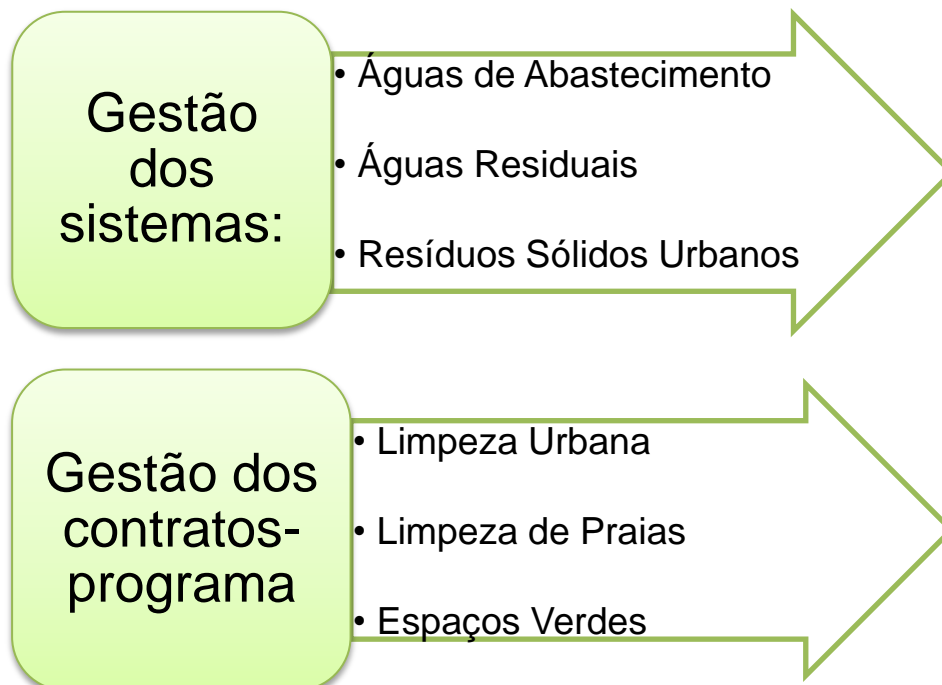 Gestão
dos
sistemas:
• Águas de Abastecimento
• Águas Residuais
• Resíduos Sólidos Urbanos
Gestão dos
contratos-
programa
• Limpeza Urbana
• Limpeza de Praias
• Espaços Verdes